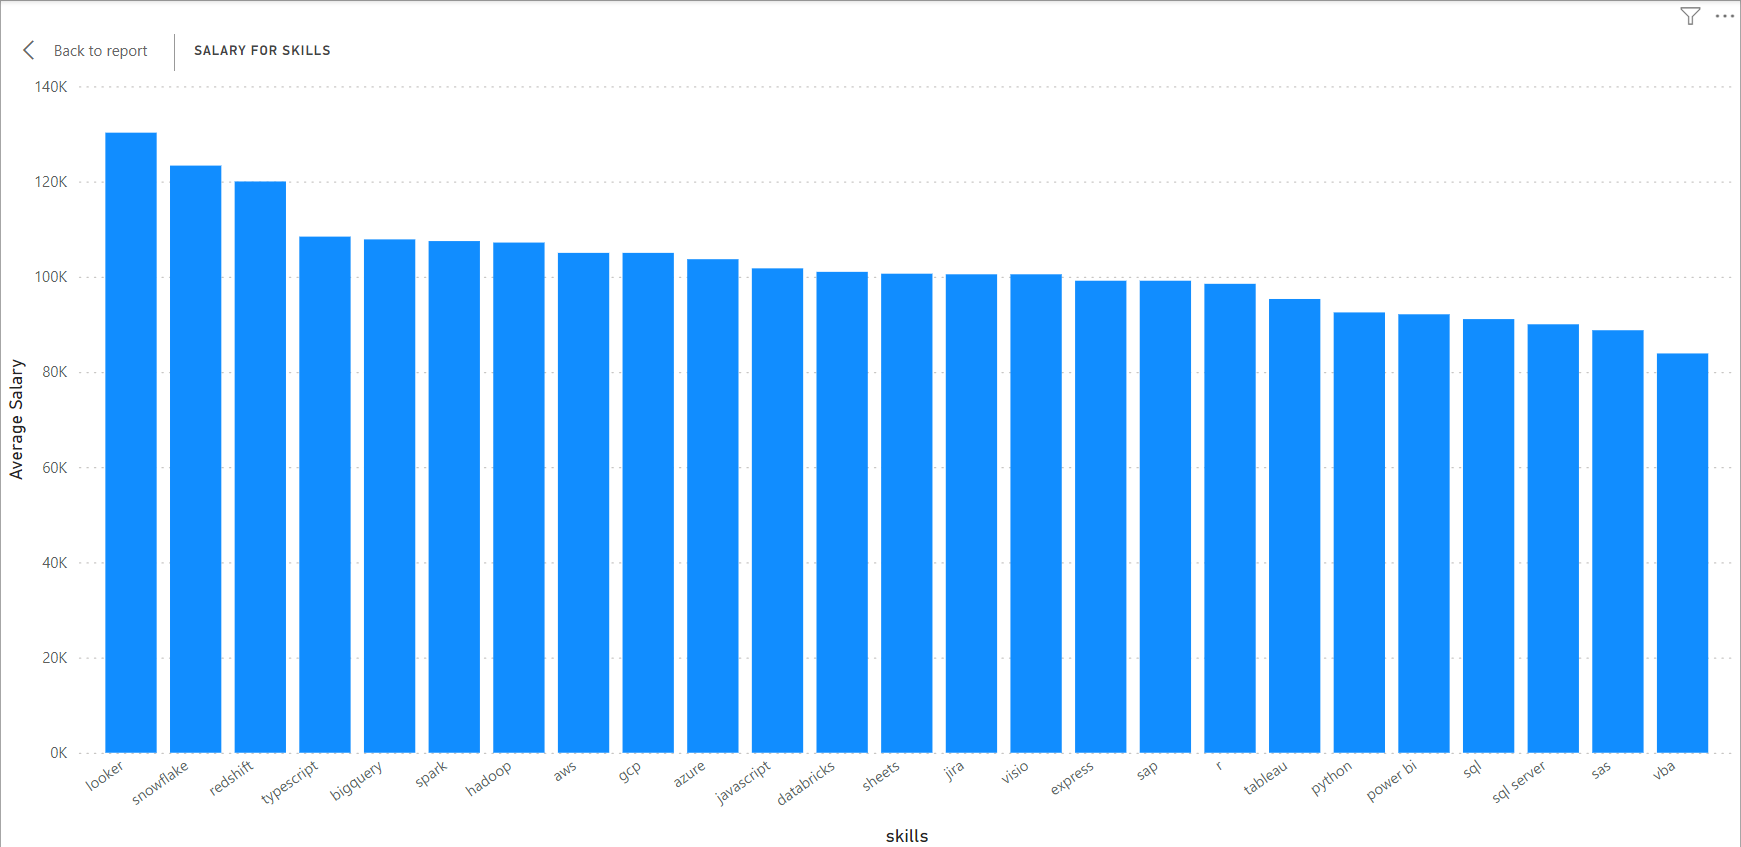 Back to report
SALARY FOR SKILLS
140K
120K
100K
80K
60K
40K
20K
0K
Average Salary
looker
snowflake
redshift
typescript
bigquery
spark
hadoop
aws
gcp
azure
javascript
databricks
sheets
jira
visio
express
sap
r
tableau
python
power bi
sql
sql server
sas
vba
skills